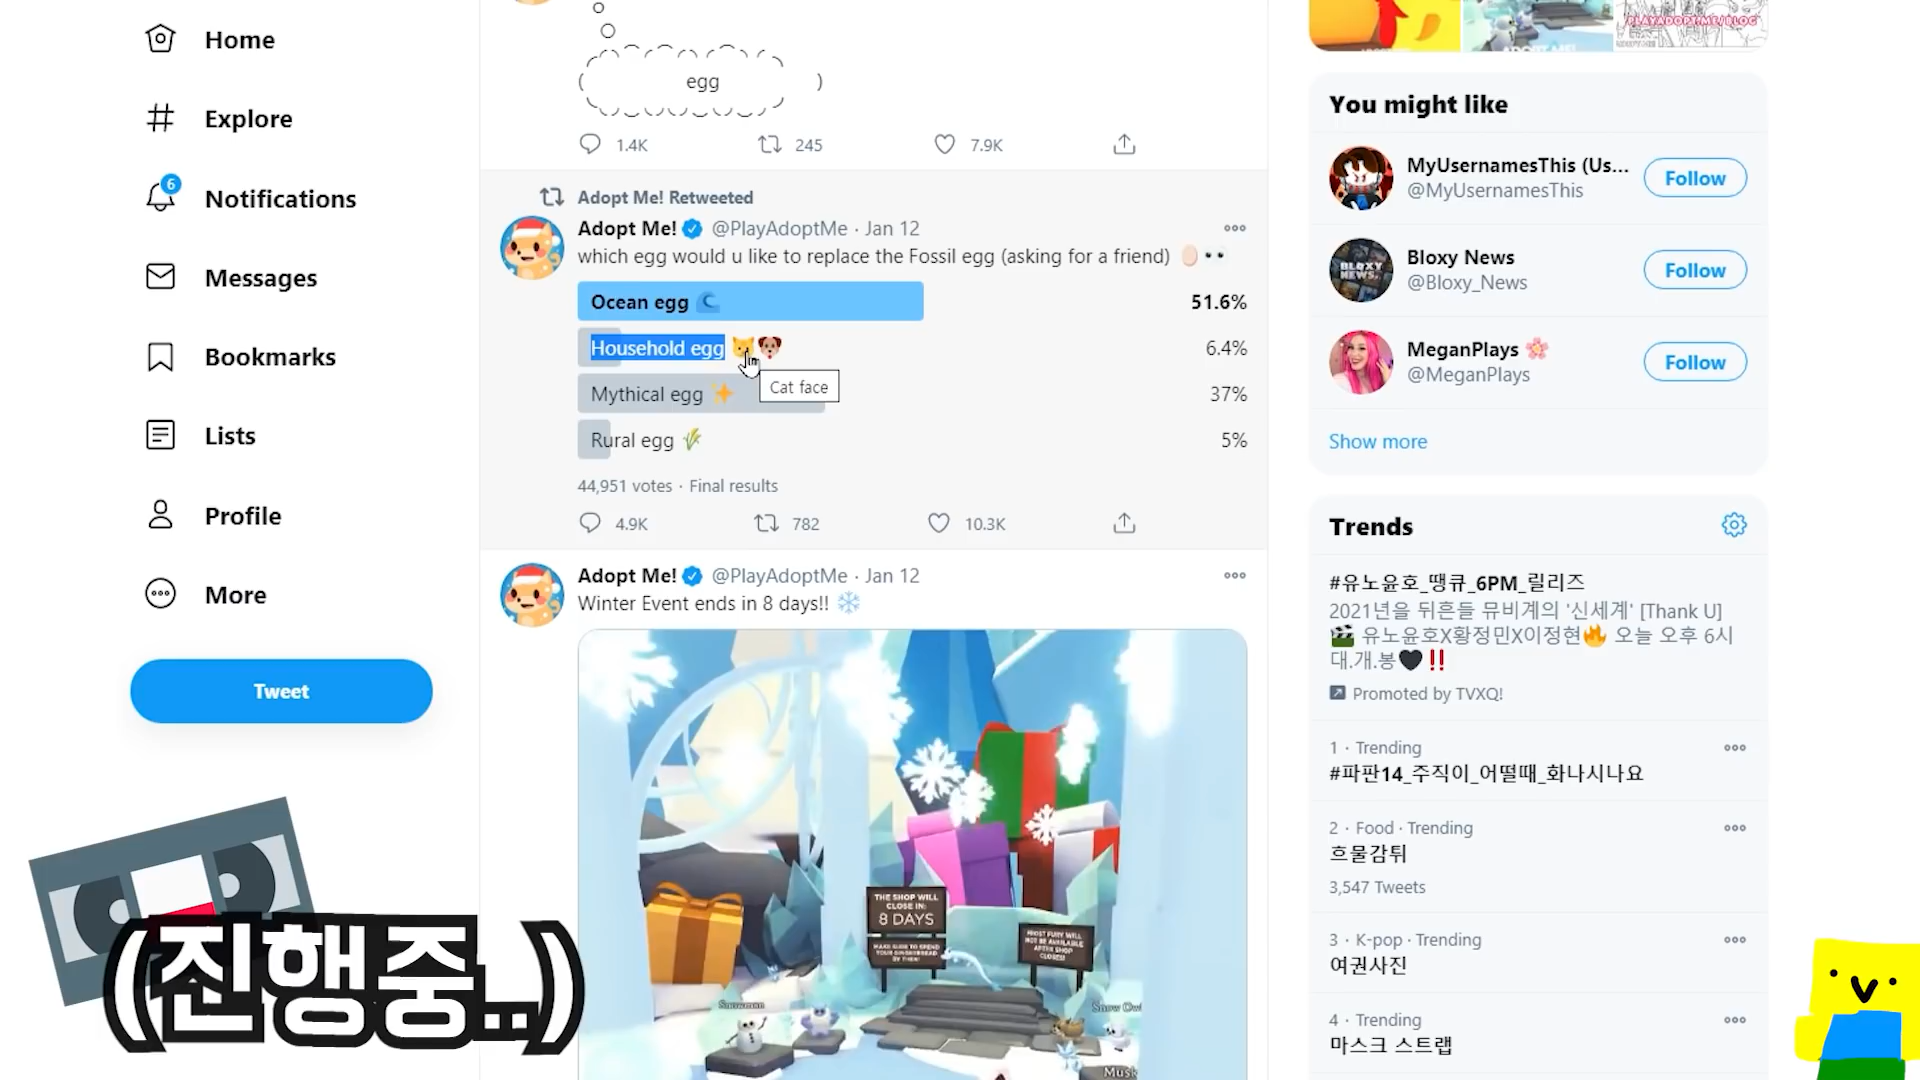 Home
Explore
6
Notifications
Messages
Bookmarks
Lists
Profile
More
Tweet
egg
1.4K 245 7.9K
Adopt Me! Retweeted
Adopt Me! @PlayAdoptMe · Jan 12
which egg would u like to replace the Fossil egg (asking for a friend)
Ocean egg 51.6%
Household egg 6.4%
Cat face
Mythical egg 37%
Rural egg 5%
44,951 votes · Final results
4.9K 782 10.3K
Adopt Me! @PlayAdoptMe · Jan 12
Winter Event ends in 8 days!!
THE SHOP WILL
CLOSE IN:
8 DAYS
MAKE SURE TO SPEND
YOUR GINGERBREAD
BY THEN!
FROST FURY WILL
NOT BE AVAILABLE
AFTER SHOP
CLOSES!
Snowman
Snow Owl
Musk
(진행중..)
PLAYADOPT.ME/BLOG
ADOPT ME!
You might like
MyUsernamesThis (Us...
@MyUsernamesThis
Follow
BLOXY
NEWS
Bloxy News
@Bloxy_News
Follow
MeganPlays
@MeganPlays
Follow
Show more
Trends
#유노윤호_땡큐_6PM_릴리즈
2021년을 뒤흔들 뮤비계의 '신세계' [Thank U]
유노윤호X황정민X이정현 오늘 오후 6시
대.개.봉
Promoted by TVXQ!
1 · Trending
#파판14_주직이_어떨때_화나시나요
2 · Food · Trending
흐물감튀
3,547 Tweets
3 · K-pop · Trending
여권사진
4 · Trending
마스크 스트랩